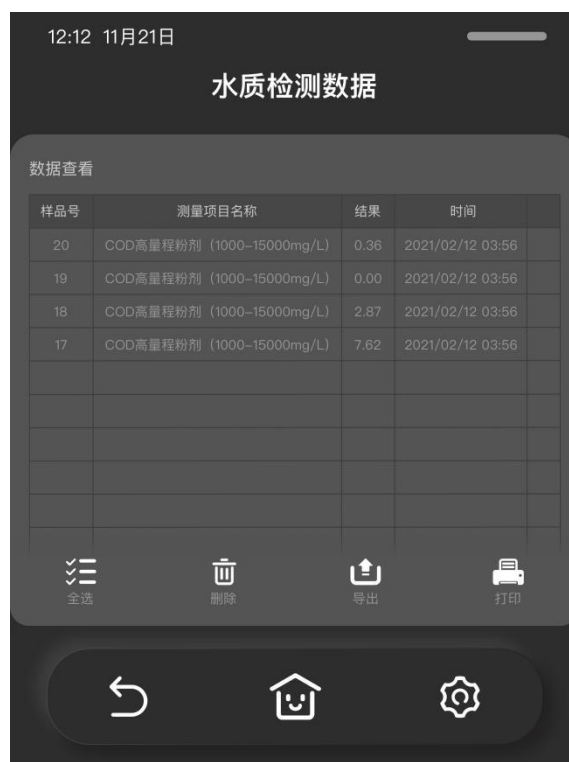 12:12 11月21日
水质检测数据
数据查看
样品号 测量项目名称 结果 时间
20 COD高量程粉剂（1000–15000mg/L） 0.36 2021/02/12 03:56
19 COD高量程粉剂（1000–15000mg/L） 0.00 2021/02/12 03:56
18 COD高量程粉剂（1000–15000mg/L） 2.87 2021/02/12 03:56
17 COD高量程粉剂（1000–15000mg/L） 7.62 2021/02/12 03:56
全选 删除 导出 打印